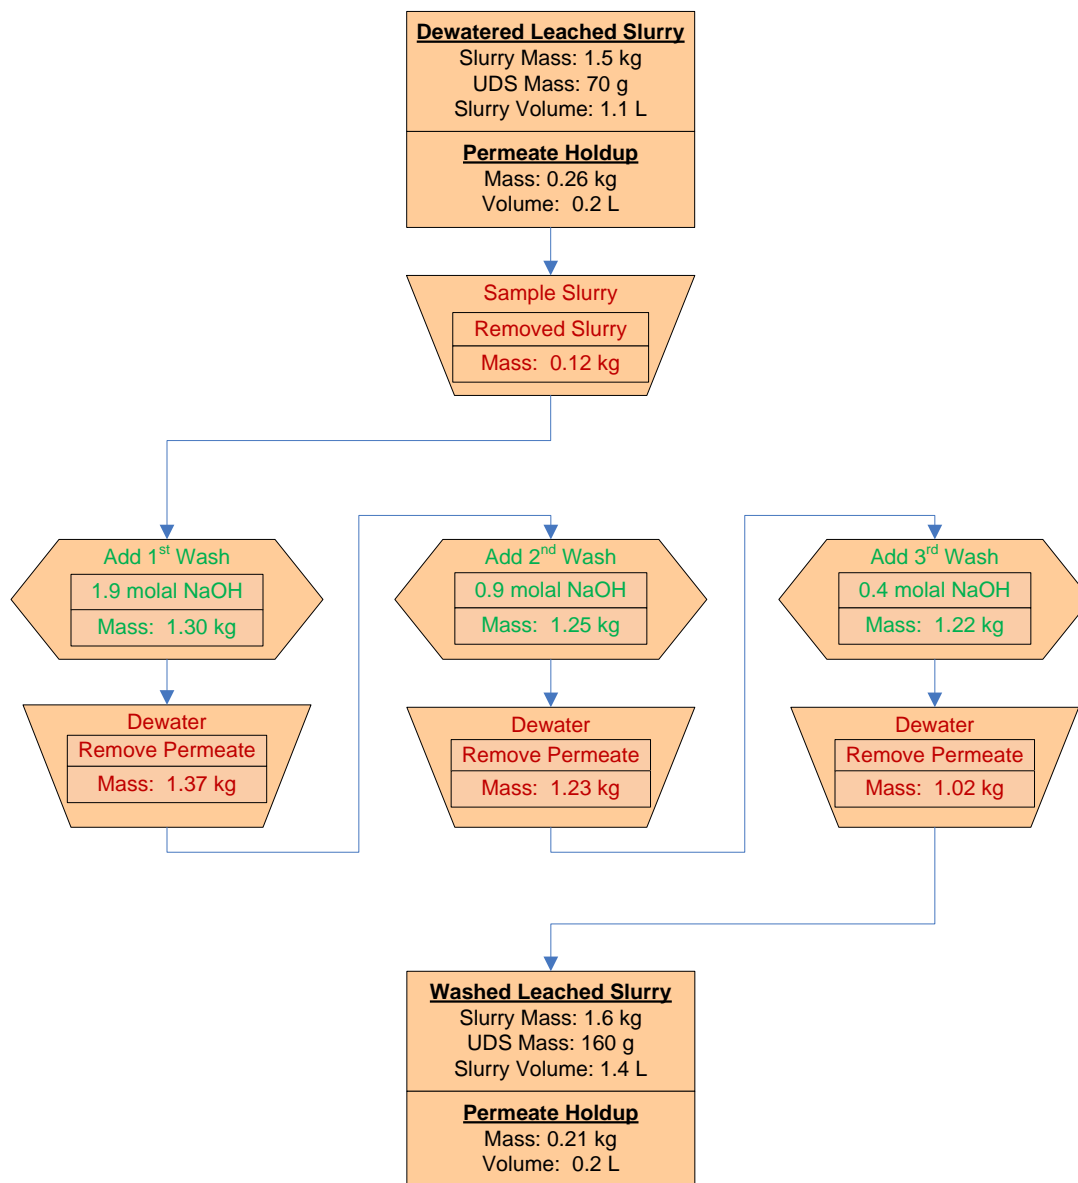 Dewatered Leached Slurry
Slurry Mass: 1.5 kg
UDS Mass: 70 g
Slurry Volume: 1.1 L
Permeate Holdup
Mass: 0.26 kg
Volume:  0.2 L
Sample Slurry
Removed Slurry
Mass:  0.12 kg
Add 1st Wash
1.9 molal NaOH
Mass:  1.30 kg
Add 2nd Wash
0.9 molal NaOH
Mass:  1.25 kg
Add 3rd Wash
0.4 molal NaOH
Mass:  1.22 kg
Dewater
Remove Permeate
Mass:  1.37 kg
Dewater
Remove Permeate
Mass:  1.23 kg
Dewater
Remove Permeate
Mass:  1.02 kg
Washed Leached Slurry
Slurry Mass: 1.6 kg
UDS Mass: 160 g
Slurry Volume: 1.4 L
Permeate Holdup
Mass: 0.21 kg
Volume:  0.2 L